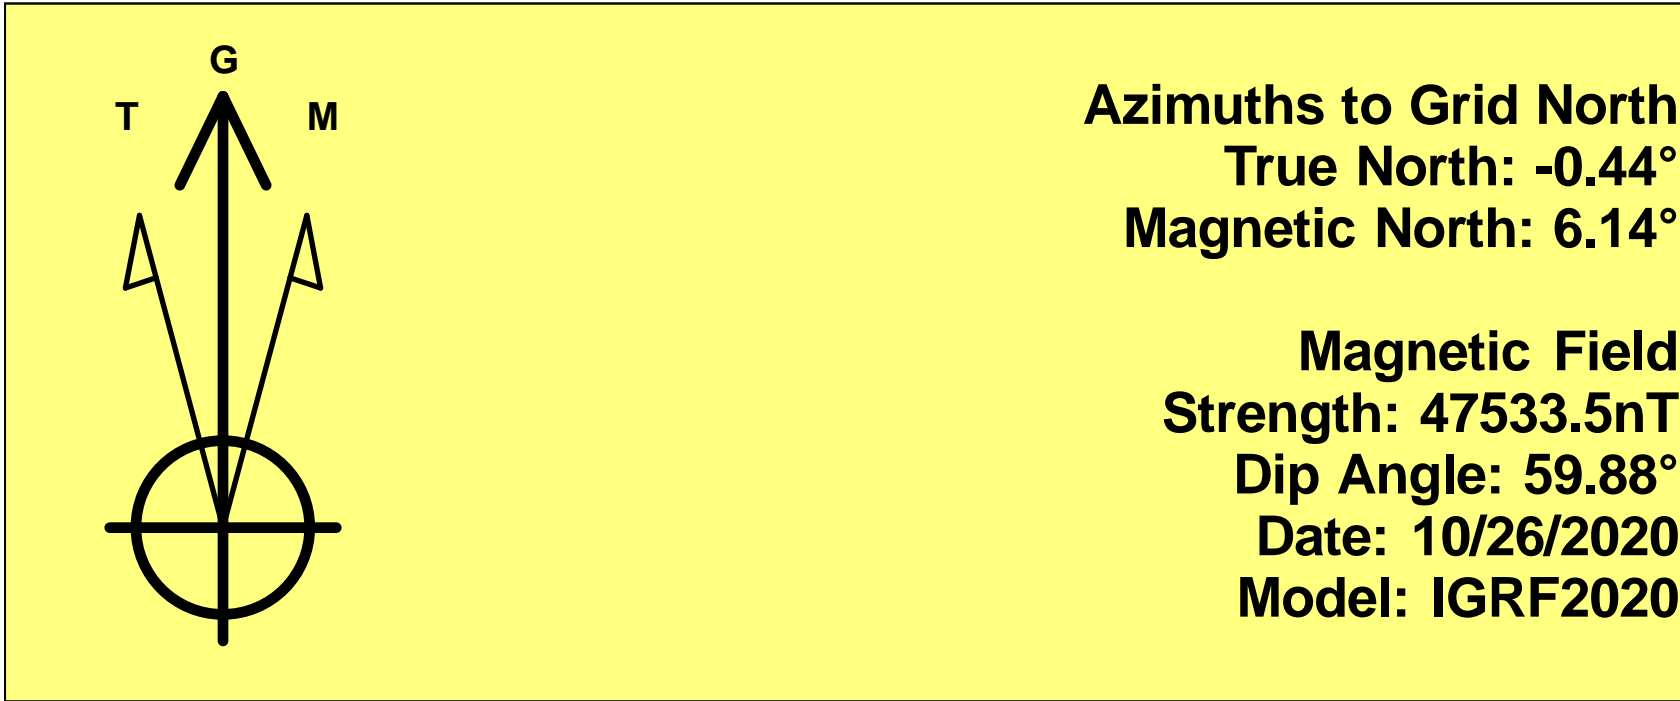 G
T
M
Azimuths to Grid North
True North: -0.44°
Magnetic North: 6.14°
Magnetic Field
Strength: 47533.5nT
Dip Angle: 59.88°
Date: 10/26/2020
Model: IGRF2020